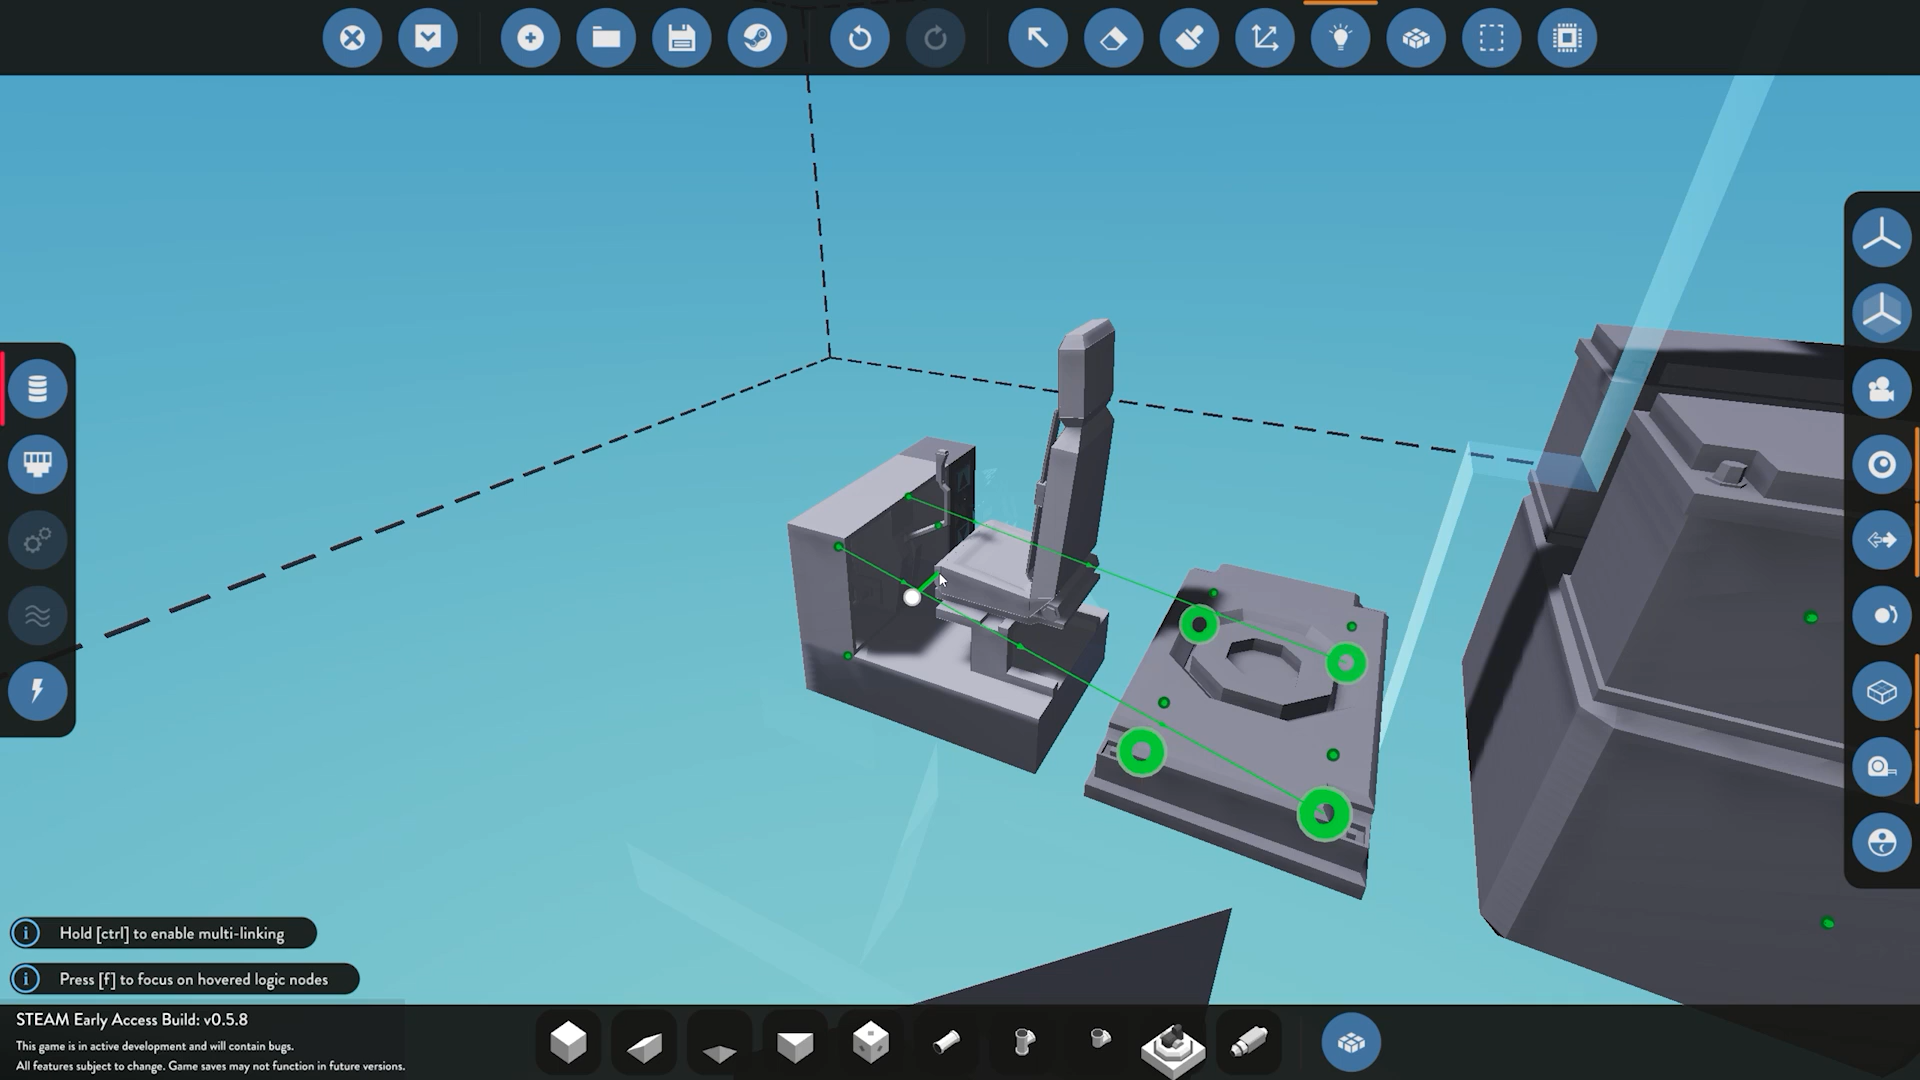 Hold [ctrl] to enable multi-linking
Press [f] to focus on hovered logic nodes
STEAM Early Access Build: v0.5.8
This game is in active development and will contain bugs.
All features subject to change. Game saves may not function in future versions.